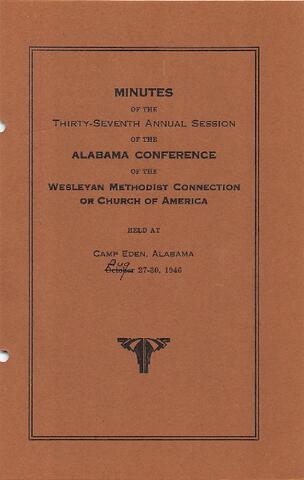 MINUTES
OF THE
THIRTY-SEVENTH ANNUAL SESSION
OF THE
ALABAMA CONFERENCE
OF THE
WESLEYAN METHODIST CONNECTION
OR CHURCH OF AMERICA
HELD AT
CAMP EDEN, ALABAMA
Aug
October 27-30, 1946